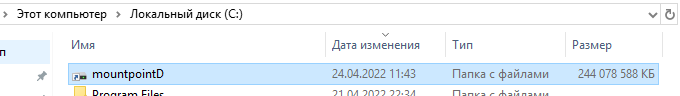 Этот компьютер > Локальный диск (C:)
Имя Дата изменения Тип Размер
п mountpointD 24.04.2022 11:43 Папка с файлами 244 078 588 КБ
Program Files 21.04.2022 22:34 Папка с файлами